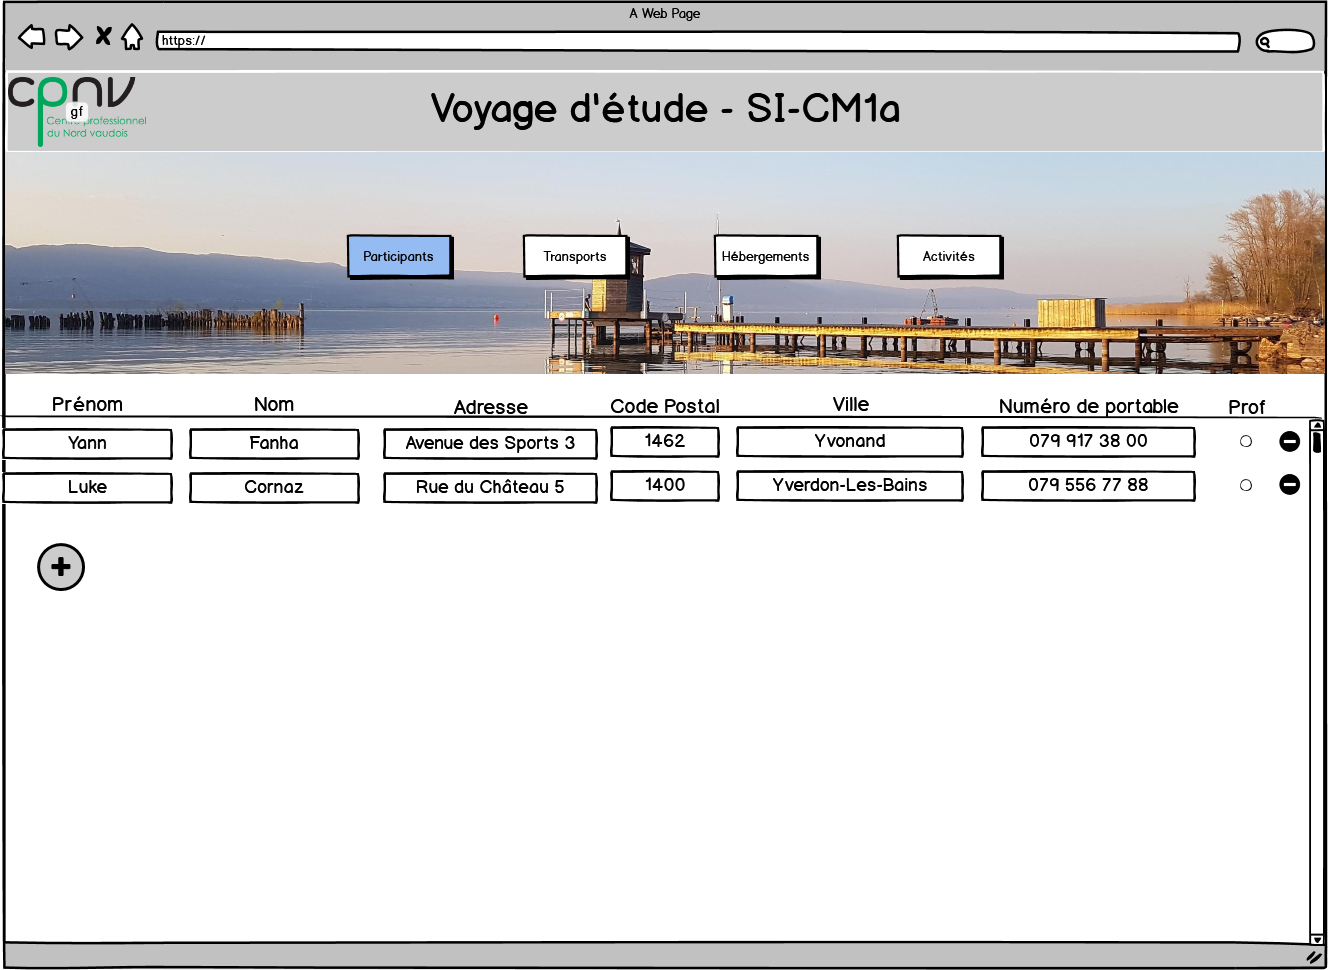 A Web Page
https://
cpnv
gf
Centre professionnel
du Nord vaudois
Voyage d'étude - SI-CM1a
Participants Transports Hébergements Activités
Prénom Nom Adresse Code Postal Ville Numéro de portable Prof
Yann Fanha Avenue des Sports 3 1462 Yvonand 079 917 38 00
Luke Cornaz Rue du Château 5 1400 Yverdon-Les-Bains 079 556 77 88